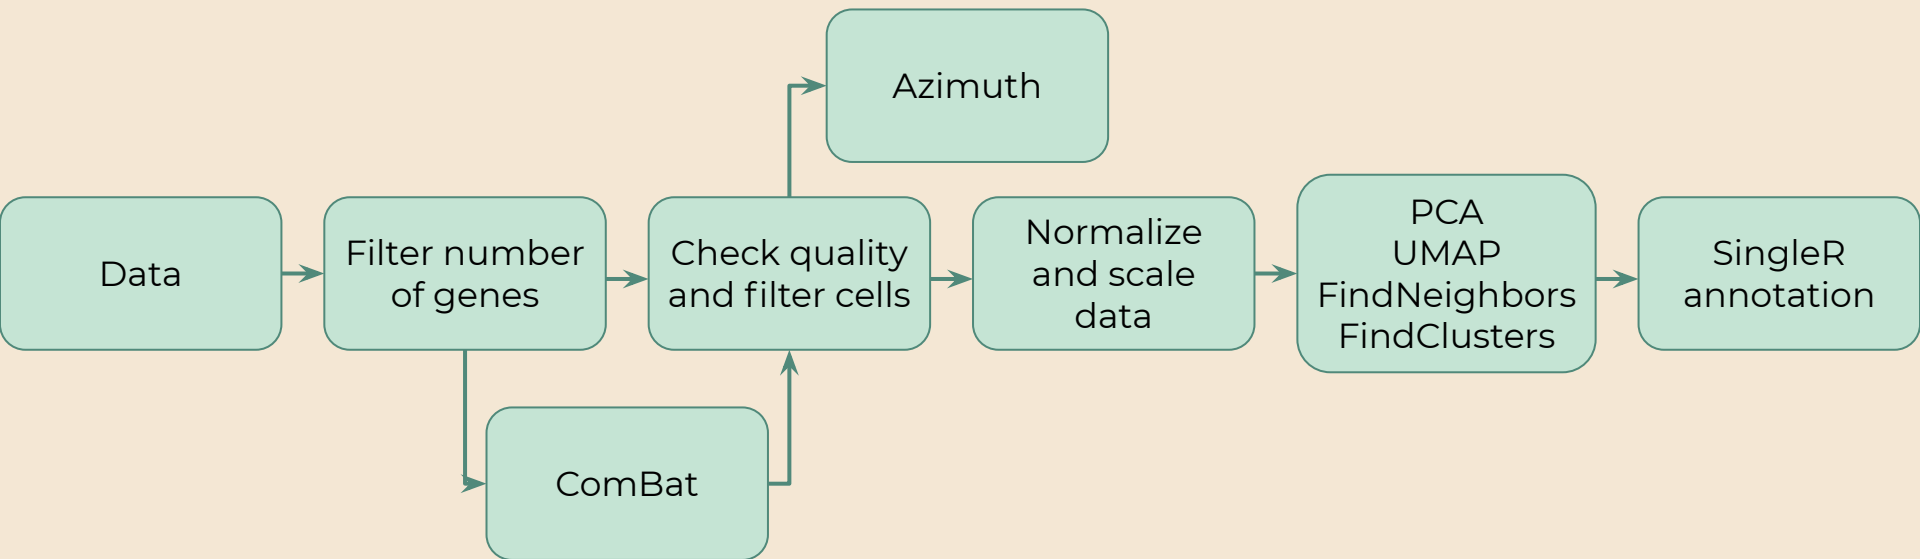 Azimuth
Data
Filter number
of genes
Check quality
and filter cells
Normalize
and scale
data
PCA
UMAP
FindNeighbors
FindClusters
SingleR
annotation
ComBat